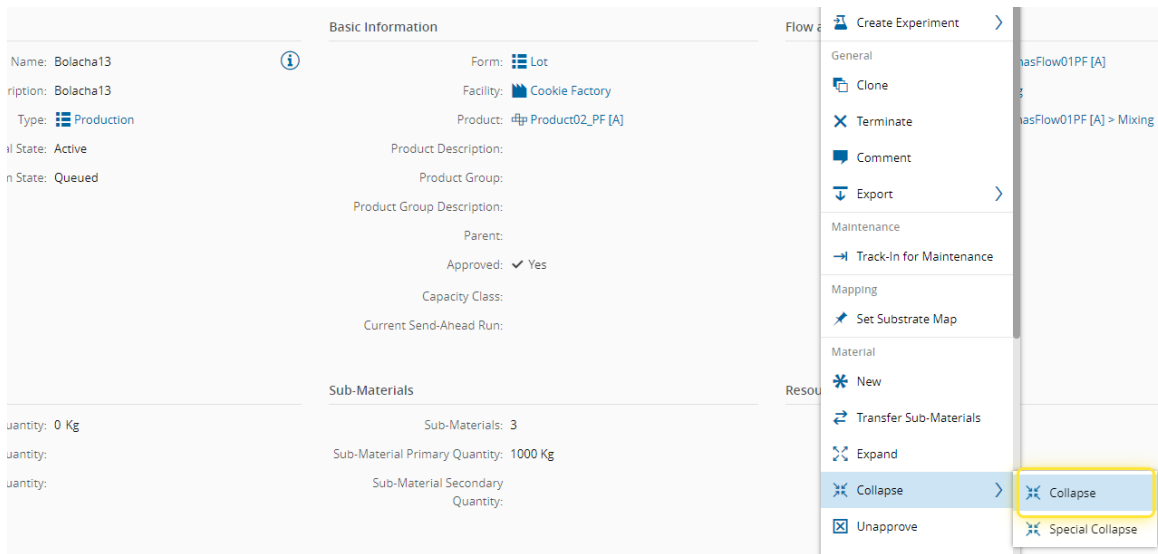 Basic Information
Flow a
Name: Bolacha13
ription: Bolacha13
Type: Production
al State: Active
n State: Queued
Form: Lot
Facility: Cookie Factory
Product: Product02_PF [A]
Product Description:
Product Group:
Product Group Description:
Parent:
Approved: Yes
Capacity Class:
Current Send-Ahead Run:
nasFlow01PF [A]
g
nasFlow01PF [A] > Mixing
Sub-Materials
Resou
uantity: 0 Kg
uantity:
uantity:
Sub-Materials: 3
Sub-Material Primary Quantity: 1000 Kg
Sub-Material Secondary
Quantity:
Create Experiment
General
Clone
Terminate
Comment
Export
Maintenance
Track-In for Maintenance
Mapping
Set Substrate Map
Material
New
Transfer Sub-Materials
Expand
Collapse
Unapprove
Collapse
Special Collapse